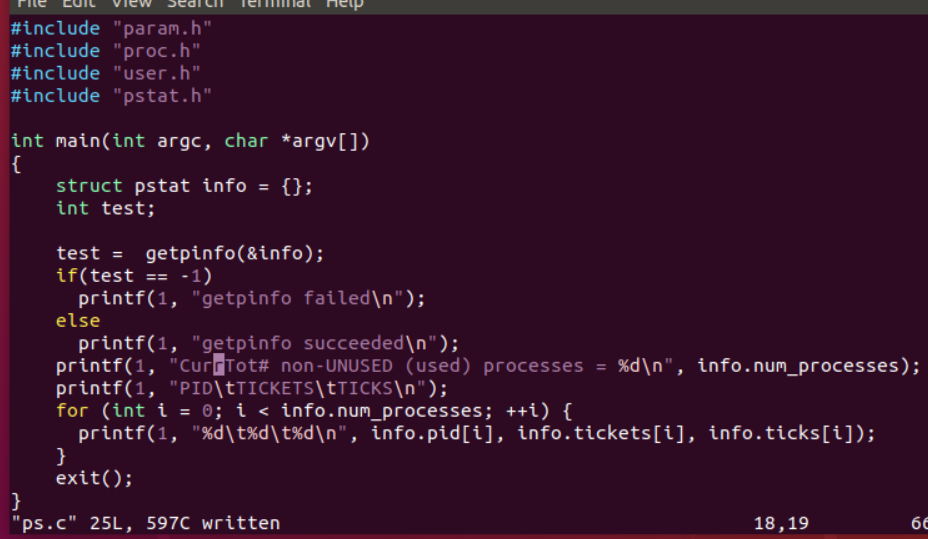 File Edit View Search Terminal Help
#include "param.h"
#include "proc.h"
#include "user.h"
#include "pstat.h"
int main(int argc, char *argv[])
{
    struct pstat info = {};
    int test;
    test =  getpinfo(&info);
    if(test == -1)
      printf(1, "getpinfo failed\n");
    else
      printf(1, "getpinfo succeeded\n");
    printf(1, "CurrTot# non-UNUSED (used) processes = %d\n", info.num_processes);
    printf(1, "PID\tTICKETS\tTICKS\n");
    for (int i = 0; i < info.num_processes; ++i) {
      printf(1, "%d\t%d\t%d\n", info.pid[i], info.tickets[i], info.ticks[i]);
    }
    exit();
}
"ps.c" 25L, 597C written 18,19 66